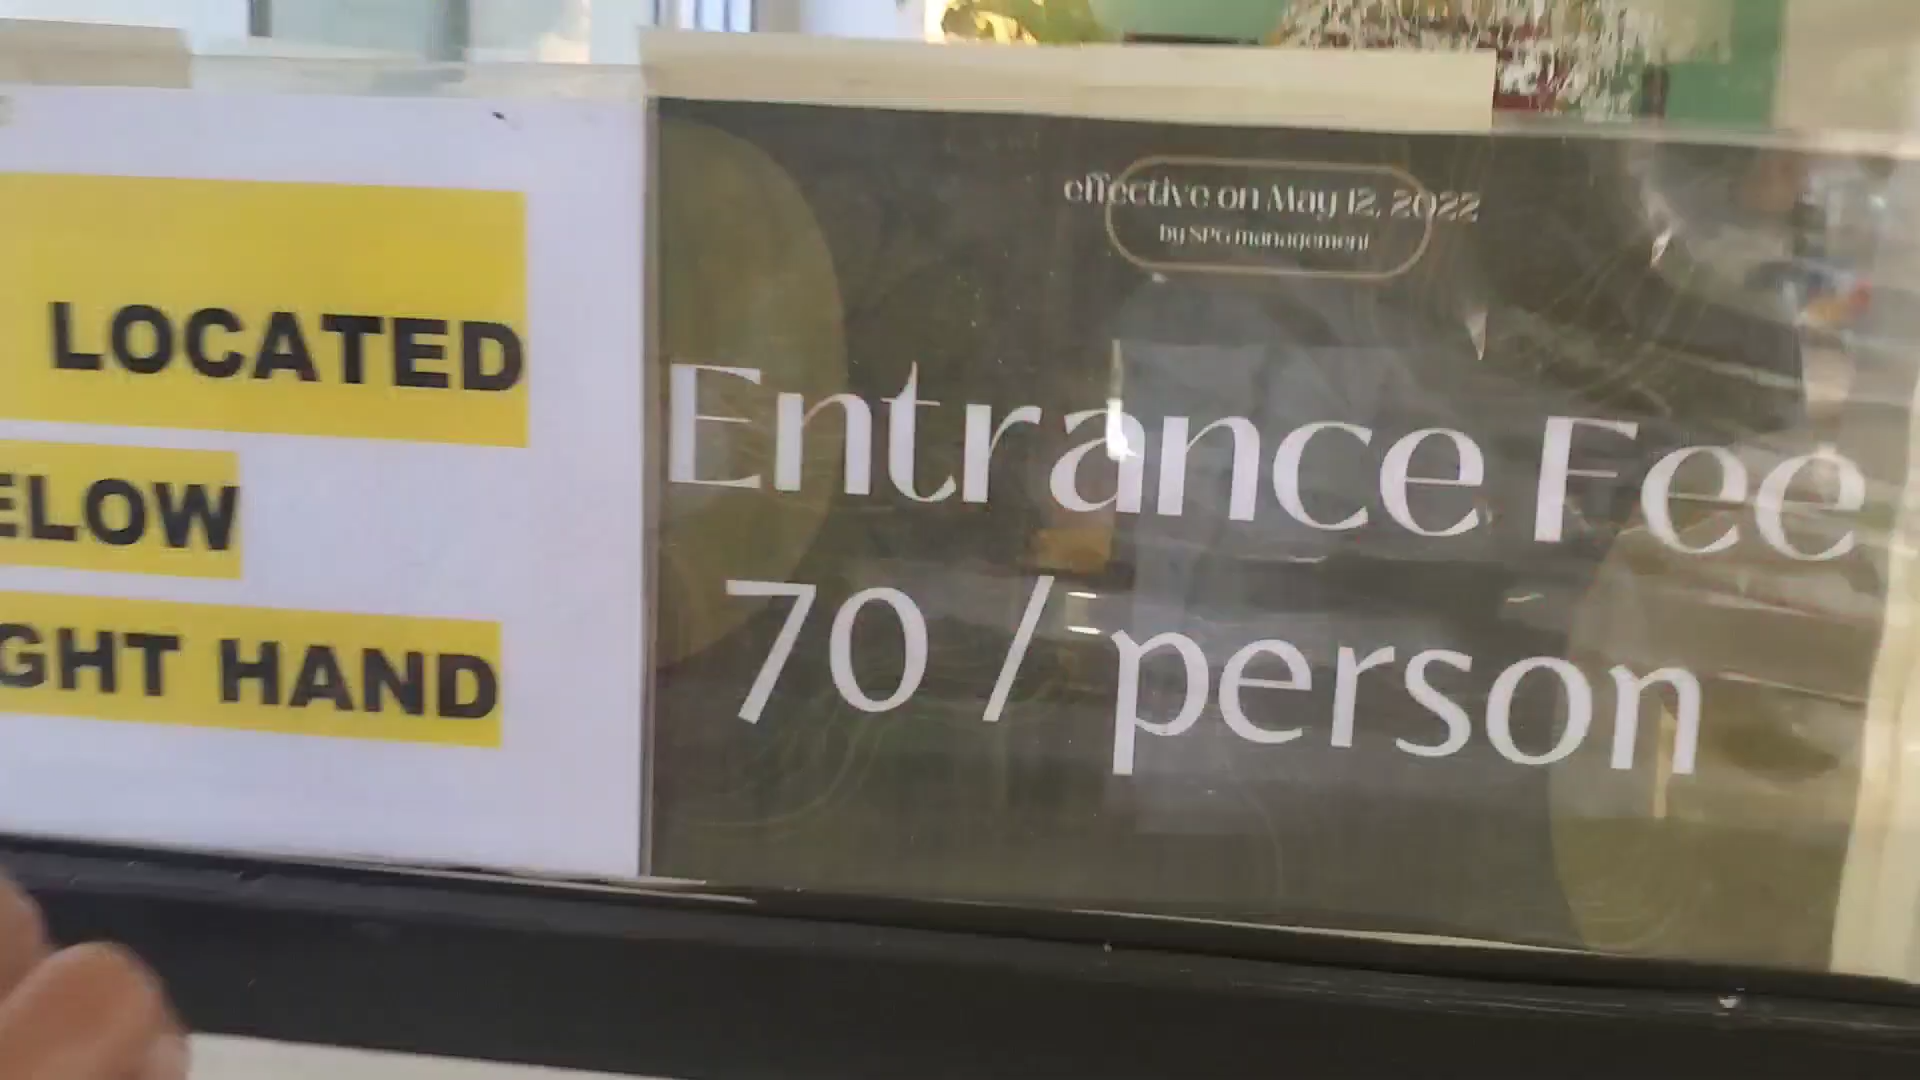 LOCATED
ELOW
GHT HAND
effective on May 12, 2022
by SPG management
Entrance Fee
70 / person